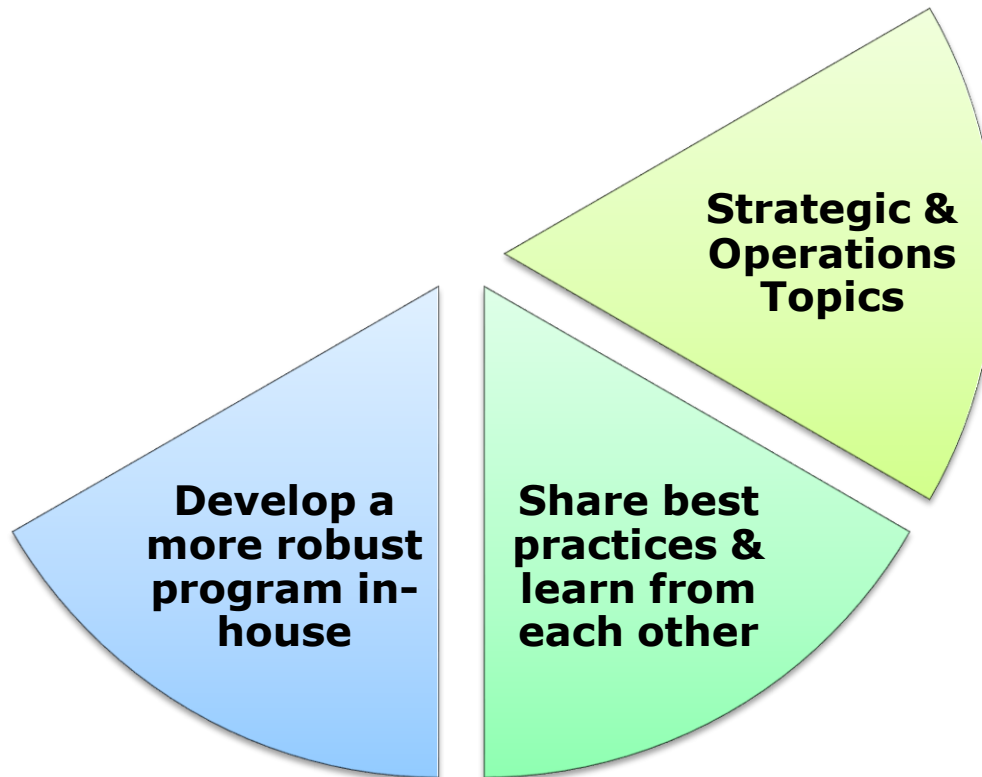 Strategic &
Operations
Topics
Develop a
more robust
program in-
house
Share best
practices &
learn from
each other